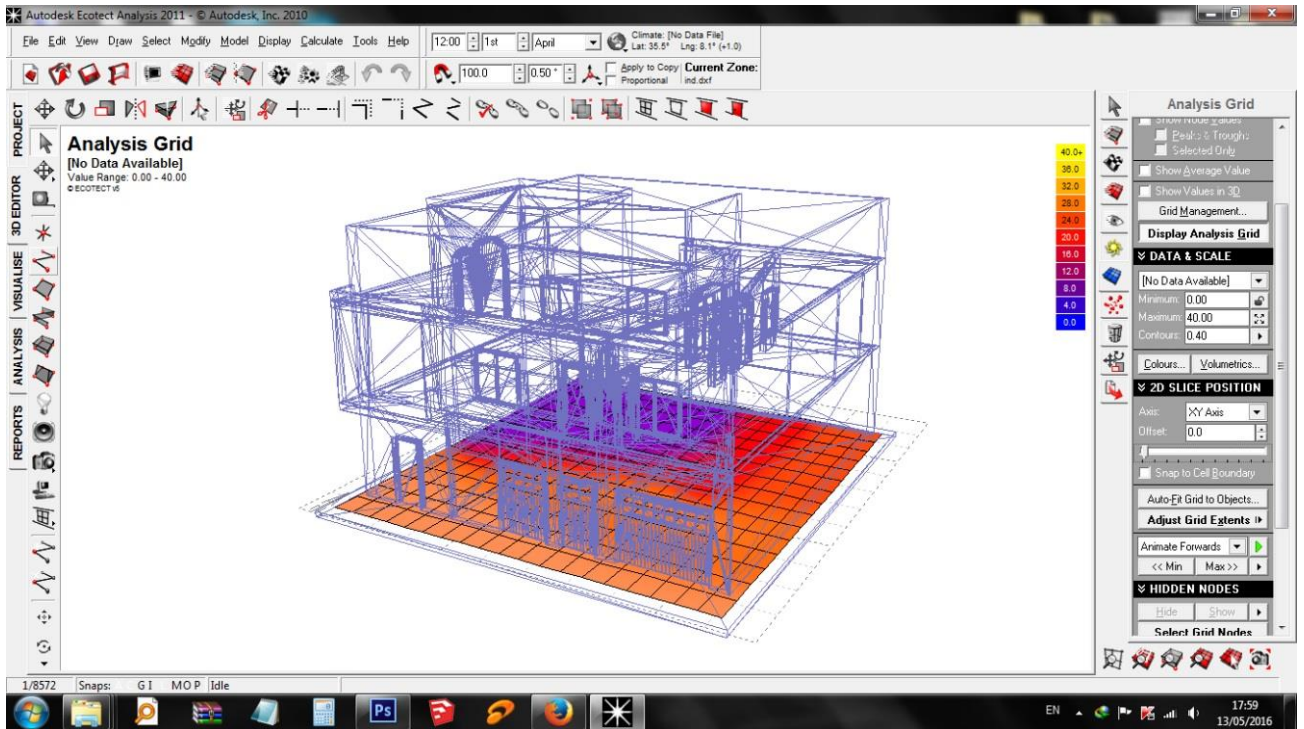 Autodesk Ecotect Analysis 2011 - © Autodesk, Inc. 2010
File Edit View Draw Select Modify Model Display Calculate Tools Help
12:00 1st April
Climate: [No Data File]
Lat: 35.5° Lng: 8.1° (+1.0)
100.0 0.50 °
Apply to Copy
Proportional
Current Zone:
ind.dxf
PROJECT
3D EDITOR
VISUALISE
ANALYSIS
REPORTS
Analysis Grid
[No Data Available]
Value Range: 0.00 - 40.00
© ECOTECT v5
40.0+
36.0
32.0
28.0
24.0
20.0
16.0
12.0
8.0
4.0
0.0
Analysis Grid
Show Node Values
Peaks & Troughs
Selected Only
Show Average Value
Show Values in 3D
Grid Management...
Display Analysis Grid
DATA & SCALE
[No Data Available]
Minimum: 0.00
Maximum: 40.00
Contours: 0.40
Colours... Volumetrics...
2D SLICE POSITION
Axis: XY Axis
Offset: 0.0
Snap to Cell Boundary
Auto-Fit Grid to Objects...
Adjust Grid Extents
Animate Forwards
<< Min Max >>
HIDDEN NODES
Hide Show
Select Grid Nodes
1/8572 Snaps: G I M O P Idle
Ps
EN
17:59
13/05/2016